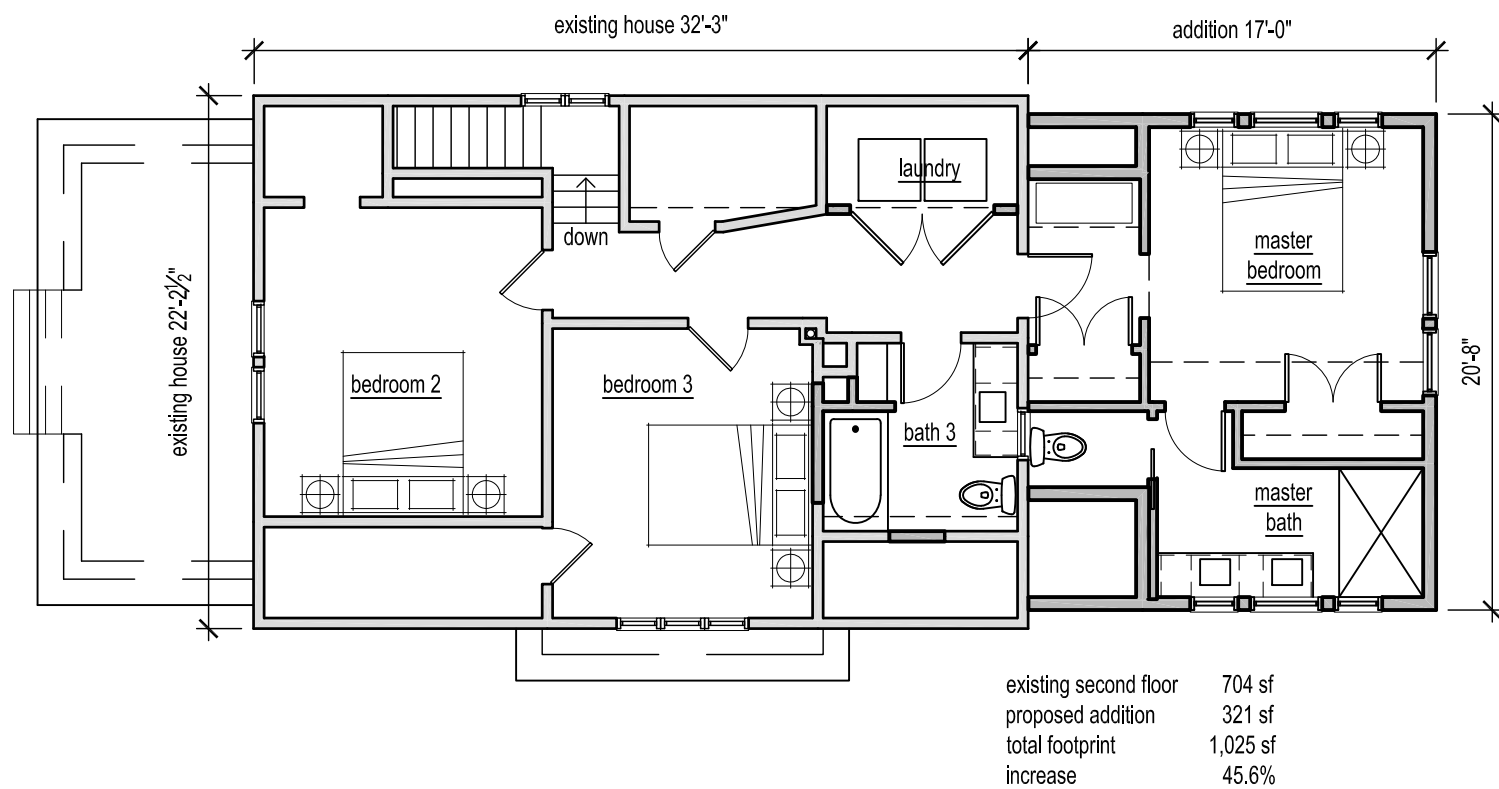 existing house 32'-3"
addition 17'-0"
laundry
down
master
bedroom
existing house 22'-2½"
20'-8"
bedroom 2
bedroom 3
bath 3
master
bath
existing second floor 704 sf
proposed addition 321 sf
total footprint 1,025 sf
increase 45.6%